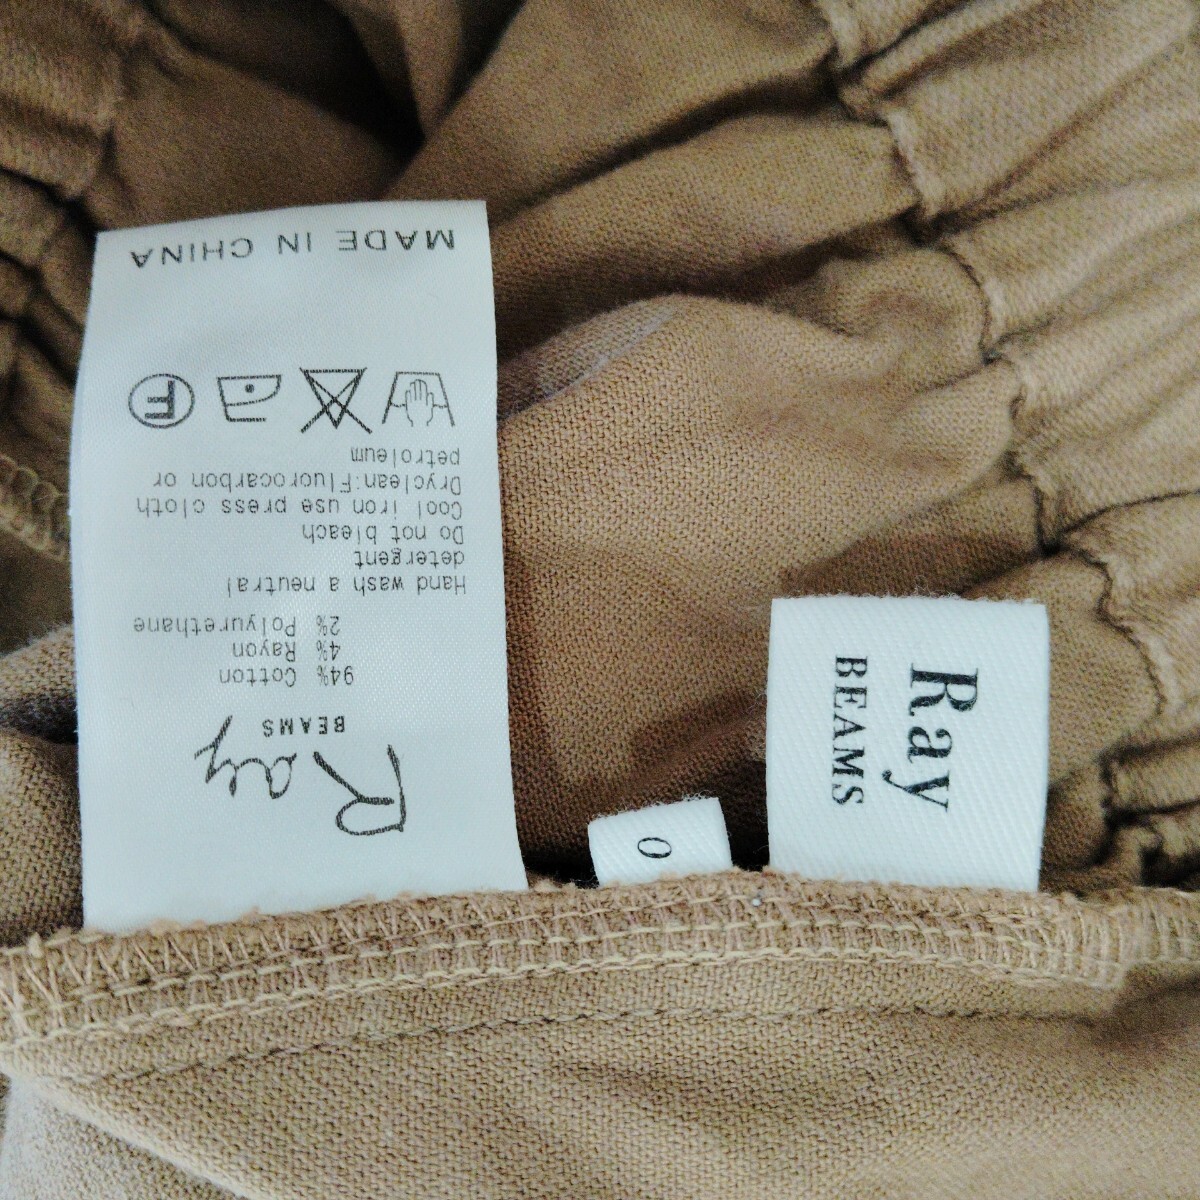 Ray
BEAMS
94% Cotton
4% Rayon
2% Polyurethane
Hand wash a neutral
detergent
Do not bleach
Cool iron use press cloth
Dryclean:Fluorocarbon or
petroleum
F
MADE IN CHINA
0
Ray
BEAMS